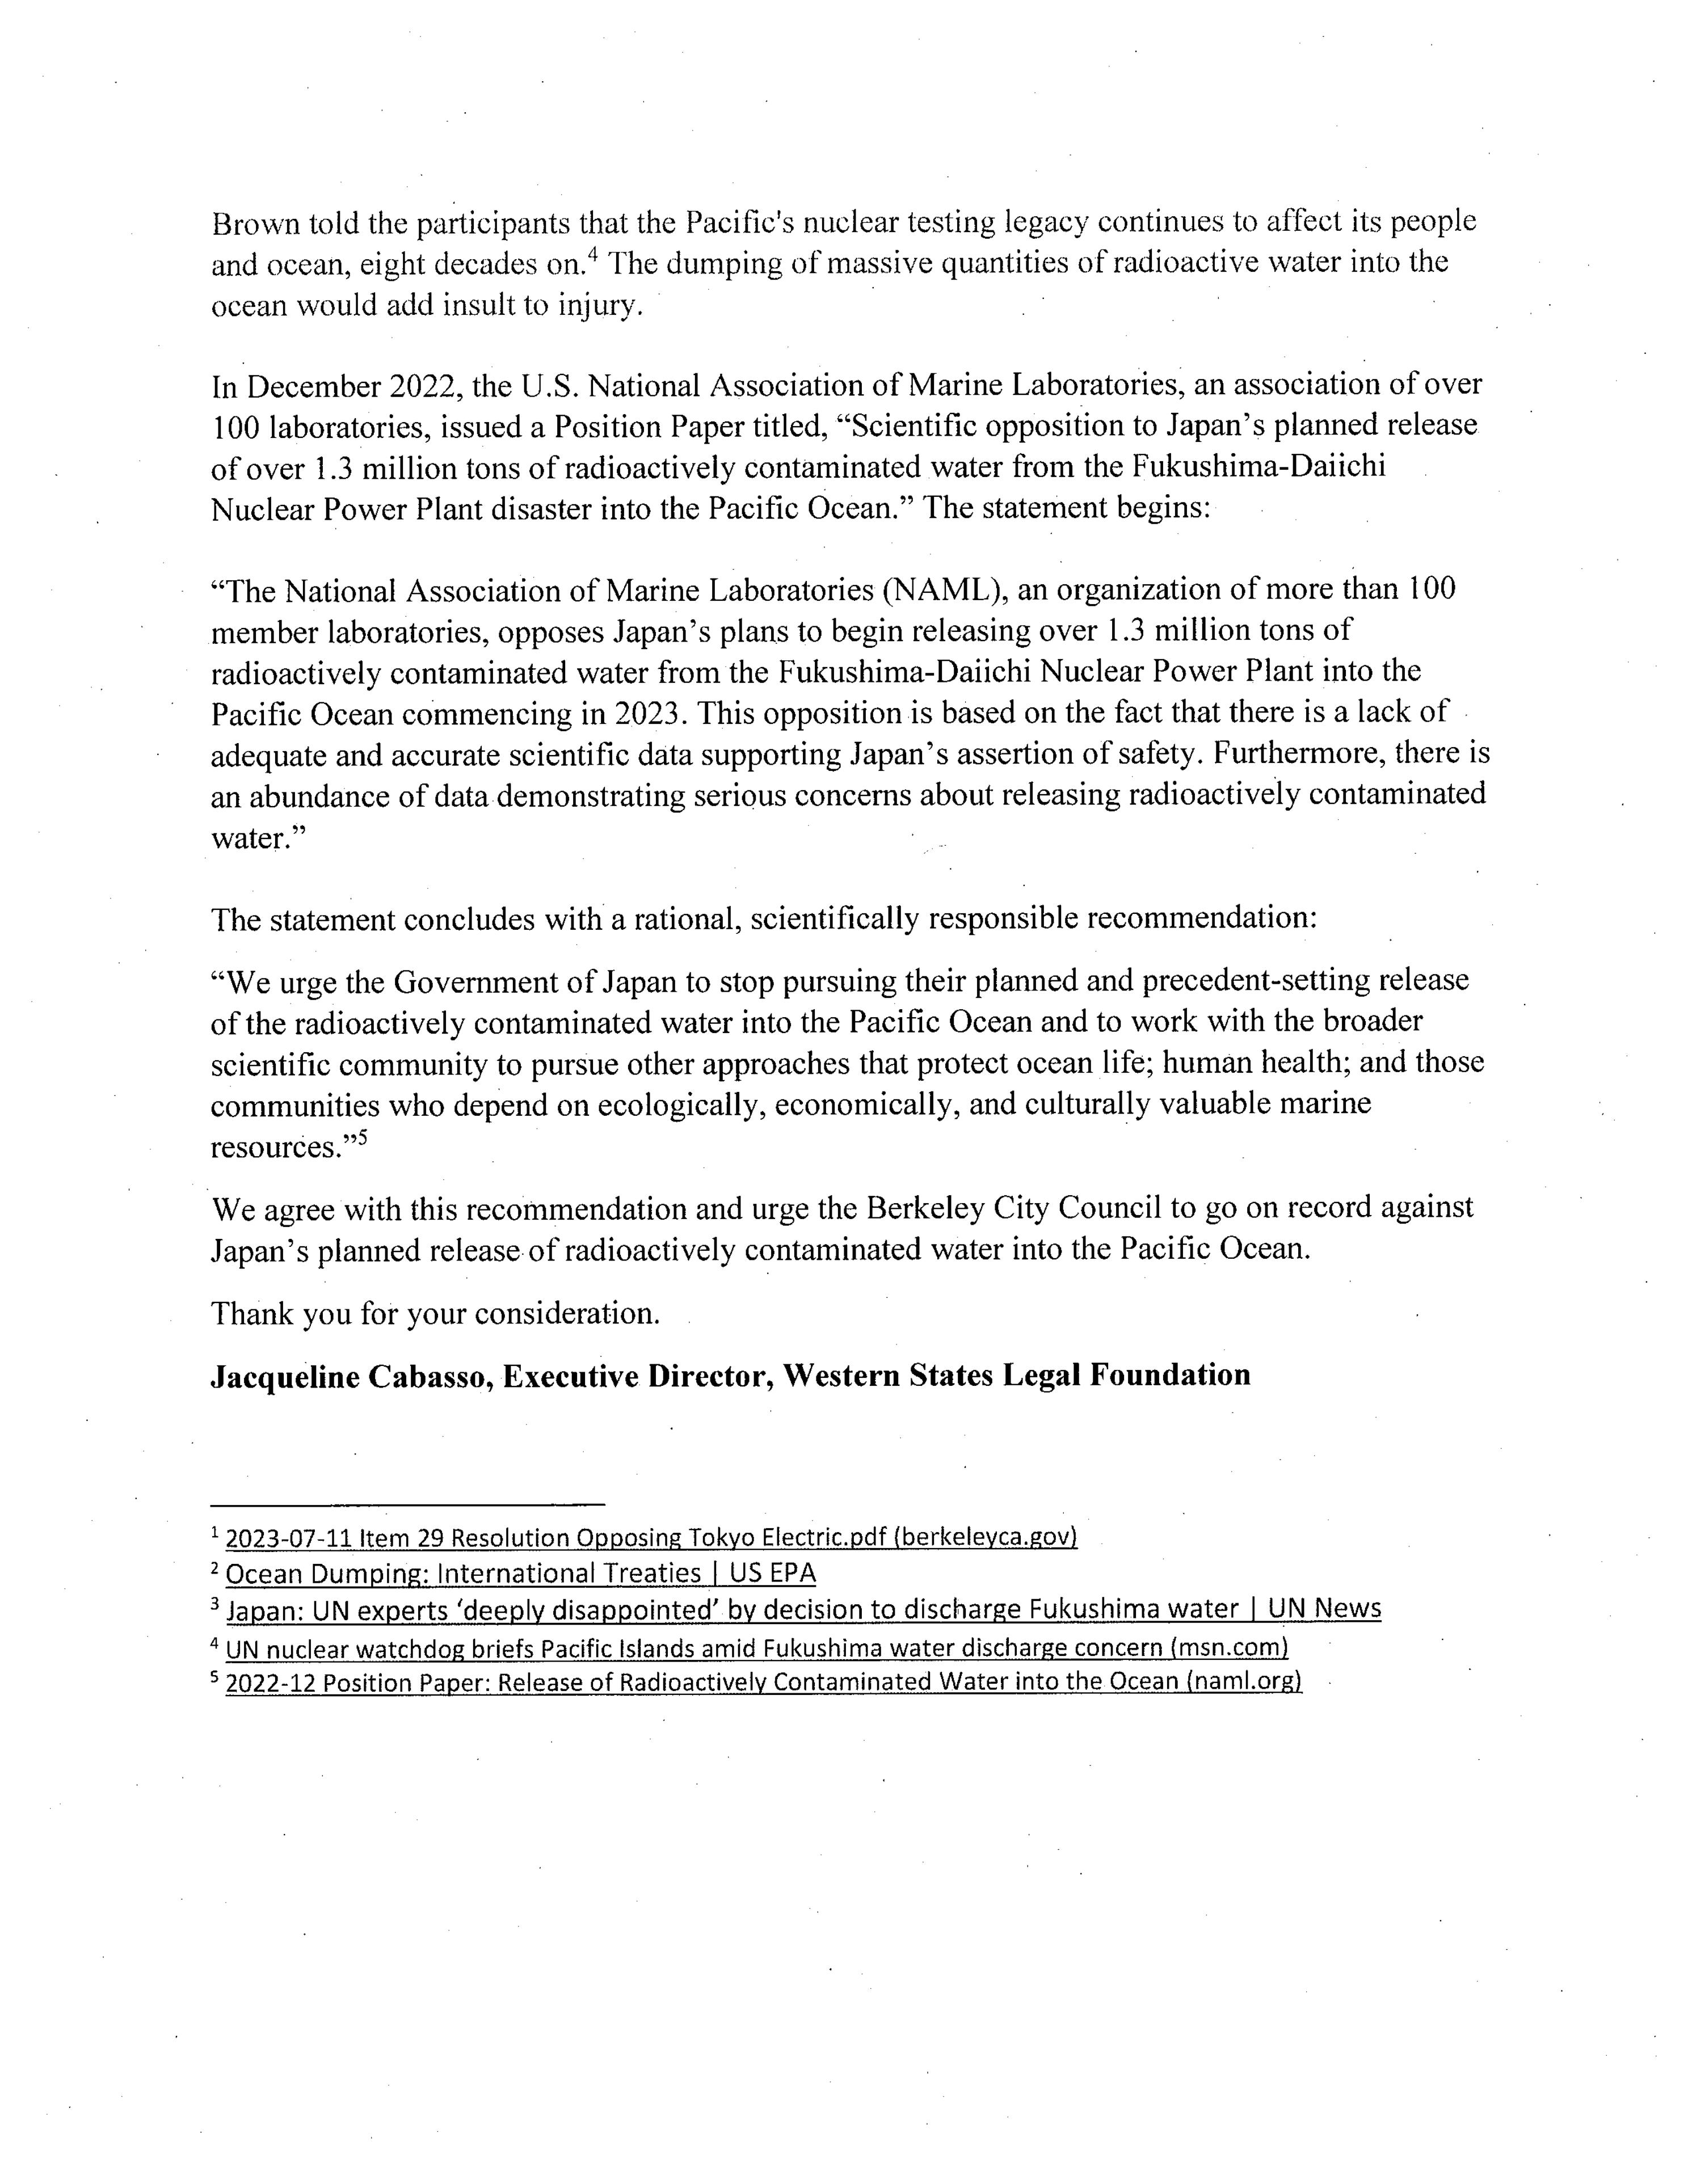 Brown told the participants that the Pacific's nuclear testing legacy continues to affect its people
and ocean, eight decades on.⁴ The dumping of massive quantities of radioactive water into the
ocean would add insult to injury.
In December 2022, the U.S. National Association of Marine Laboratories, an association of over
100 laboratories, issued a Position Paper titled, “Scientific opposition to Japan’s planned release
of over 1.3 million tons of radioactively contaminated water from the Fukushima-Daiichi
Nuclear Power Plant disaster into the Pacific Ocean.” The statement begins:
“The National Association of Marine Laboratories (NAML), an organization of more than 100
member laboratories, opposes Japan’s plans to begin releasing over 1.3 million tons of
radioactively contaminated water from the Fukushima-Daiichi Nuclear Power Plant into the
Pacific Ocean commencing in 2023. This opposition is based on the fact that there is a lack of
adequate and accurate scientific data supporting Japan’s assertion of safety. Furthermore, there is
an abundance of data demonstrating serious concerns about releasing radioactively contaminated
water.”
The statement concludes with a rational, scientifically responsible recommendation:
“We urge the Government of Japan to stop pursuing their planned and precedent-setting release
of the radioactively contaminated water into the Pacific Ocean and to work with the broader
scientific community to pursue other approaches that protect ocean life; human health; and those
communities who depend on ecologically, economically, and culturally valuable marine
resources.”⁵
We agree with this recommendation and urge the Berkeley City Council to go on record against
Japan’s planned release of radioactively contaminated water into the Pacific Ocean.
Thank you for your consideration.
Jacqueline Cabasso, Executive Director, Western States Legal Foundation
¹ 2023-07-11 Item 29 Resolution Opposing Tokyo Electric.pdf (berkeleyca.gov)
² Ocean Dumping: International Treaties | US EPA
³ Japan: UN experts ‘deeply disappointed’ by decision to discharge Fukushima water | UN News
⁴ UN nuclear watchdog briefs Pacific Islands amid Fukushima water discharge concern (msn.com)
⁵ 2022-12 Position Paper: Release of Radioactively Contaminated Water into the Ocean (naml.org)